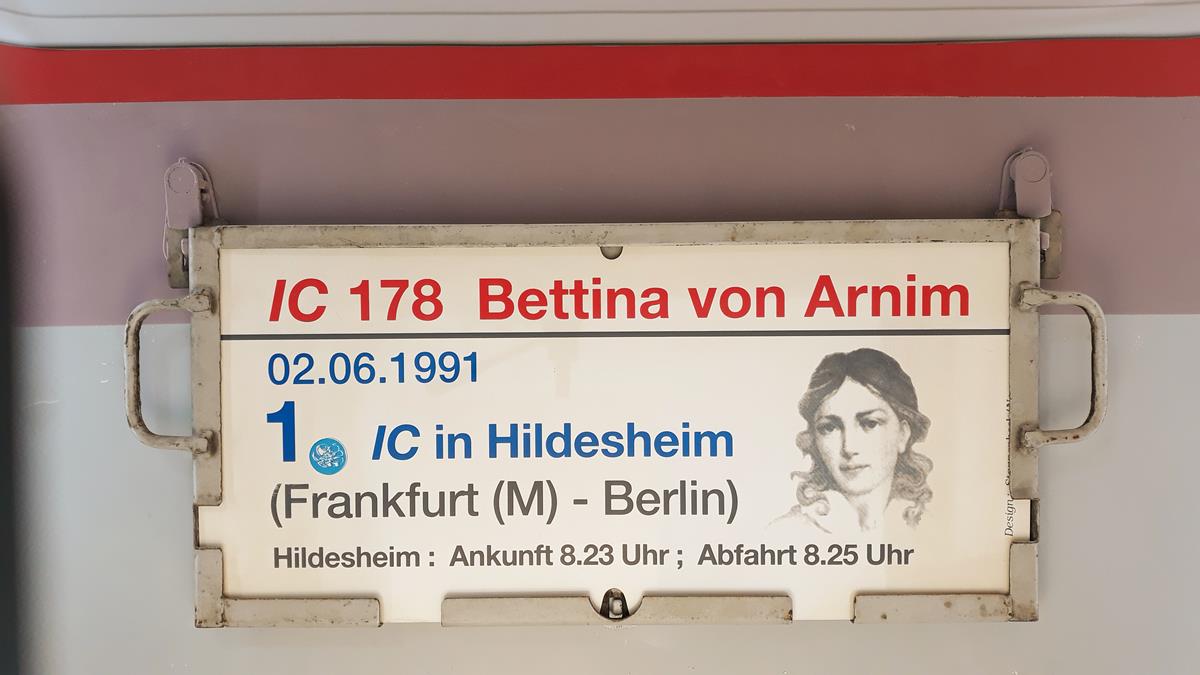 IC 178 Bettina von Arnim
02.06.1991
1. IC in Hildesheim
(Frankfurt (M) - Berlin)
Hildesheim : Ankunft 8.23 Uhr ; Abfahrt 8.25 Uhr
Design